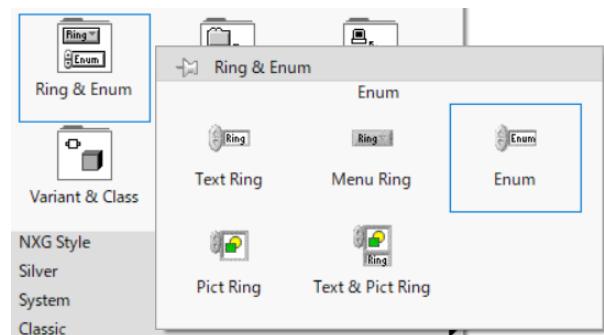 Ring
Enum
Ring & Enum
Variant & Class
NXG Style
Silver
System
Classic
Ring & Enum
Enum
Ring
Text Ring
Ring
Menu Ring
Enum
Enum
Pict Ring
Ring
Text & Pict Ring